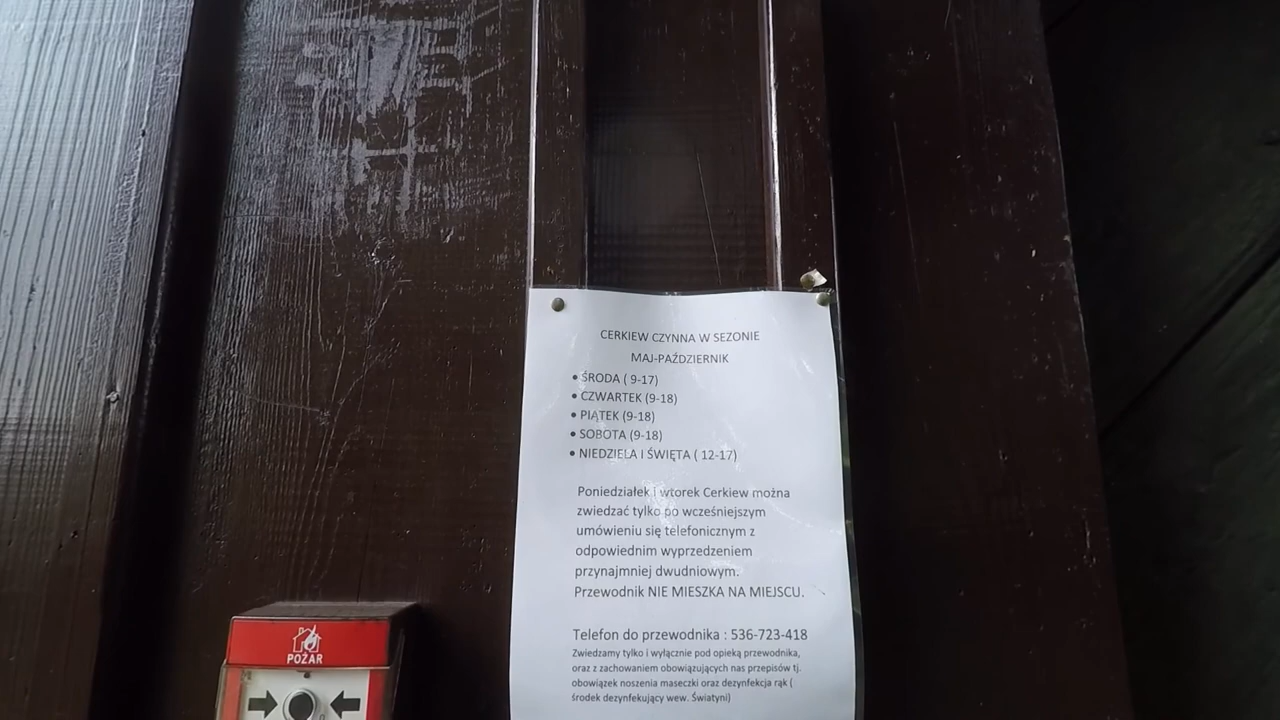 CERKIEW CZYNNA W SEZONIE
MAJ-PAŹDZIERNIK
• ŚRODA ( 9-17)
• CZWARTEK (9-18)
• PIĄTEK (9-18)
• SOBOTA (9-18)
• NIEDZIELA I ŚWIĘTA ( 12-17)
Poniedziałek i wtorek Cerkiew można
zwiedzać tylko po wcześniejszym
umówieniu się telefonicznym z
odpowiednim wyprzedzeniem
przynajmniej dwudniowym.
Przewodnik NIE MIESZKA NA MIEJSCU.
Telefon do przewodnika : 536-723-418
Zwiedzamy tylko i wyłącznie pod opieką przewodnika,
oraz z zachowaniem obowiązujących nas przepisów tj.
obowiązek noszenia maseczki oraz dezynfekcja rąk (
środek dezynfekujący wew. Światyni)
POŻAR